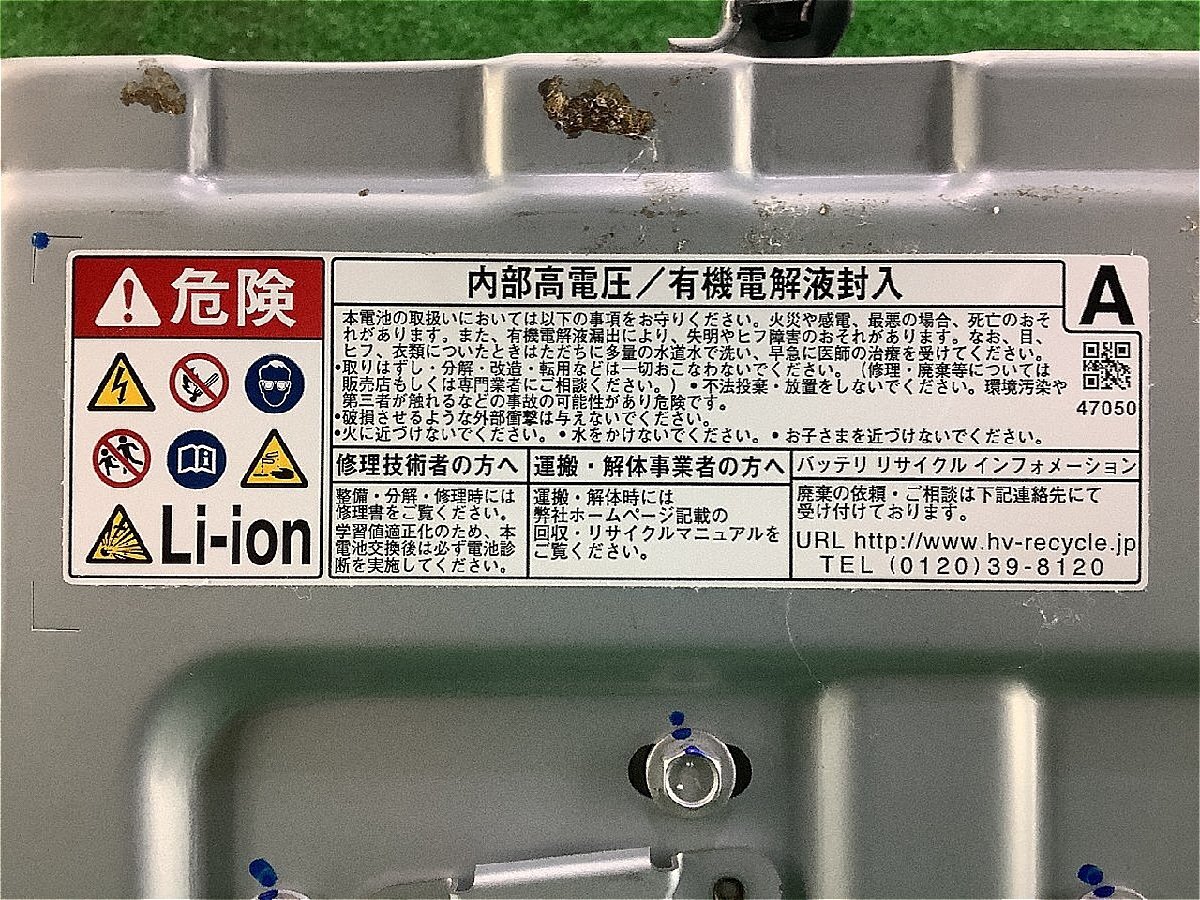 危険
Li-ion
内部高電圧／有機電解液封入
A
47050
本電池の取扱いにおいては以下の事項をお守りください。火災や感電、最悪の場合、死亡のおそ
れがあります。また、有機電解液漏出により、失明やヒフ障害のおそれがあります。なお、目、
ヒフ、衣類についたときはただちに多量の水道水で洗い、早急に医師の治療を受けてください。
•取りはずし・分解・改造・転用などは一切おこなわないでください。（修理・廃棄等については
販売店もしくは専門業者にご相談ください。）•不法投棄・放置をしないでください。環境汚染や
第三者が触れるなどの事故の可能性があり危険です。
•破損させるような外部衝撃は与えないでください。
•火に近づけないでください。•水をかけないでください。•お子さまを近づけないでください。
修理技術者の方へ
整備・分解・修理時には
修理書をご覧ください。
学習値適正化のため、本
電池交換後は必ず電池診
断を実施してください。
運搬・解体事業者の方へ
運搬・解体時には
弊社ホームページ記載の
回収・リサイクルマニュアルを
ご覧ください。
バッテリ リサイクル インフォメーション
廃棄の依頼・ご相談は下記連絡先にて
受け付けております。
URL http://www.hv-recycle.jp
TEL (0120)39-8120